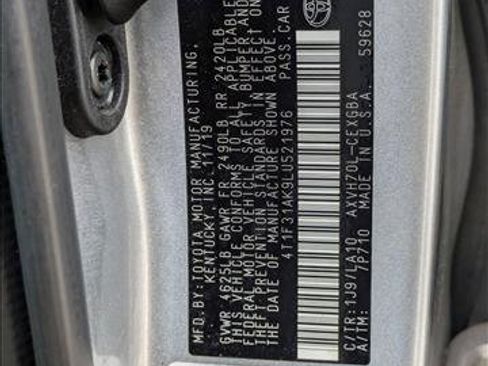 MFD. BY: TOYOTA MOTOR MANUFACTURING,
KENTUCKY, INC. 11/19
GVWR 4625LB GAWR FR 2490LB RR 2420LB
THIS VEHICLE CONFORMS TO ALL APPLICABLE
FEDERAL MOTOR VEHICLE SAFETY, BUMPER, AND
THEFT PREVENTION STANDARDS IN EFFECT ON
THE DATE OF MANUFACTURE SHOWN ABOVE.
4T1F31AK9LU521976 PASS.CAR
C/TR: 1J9/LA10 AXVH70L-CEXGBA
A/TM: /P710 MADE IN U.S.A. 59628